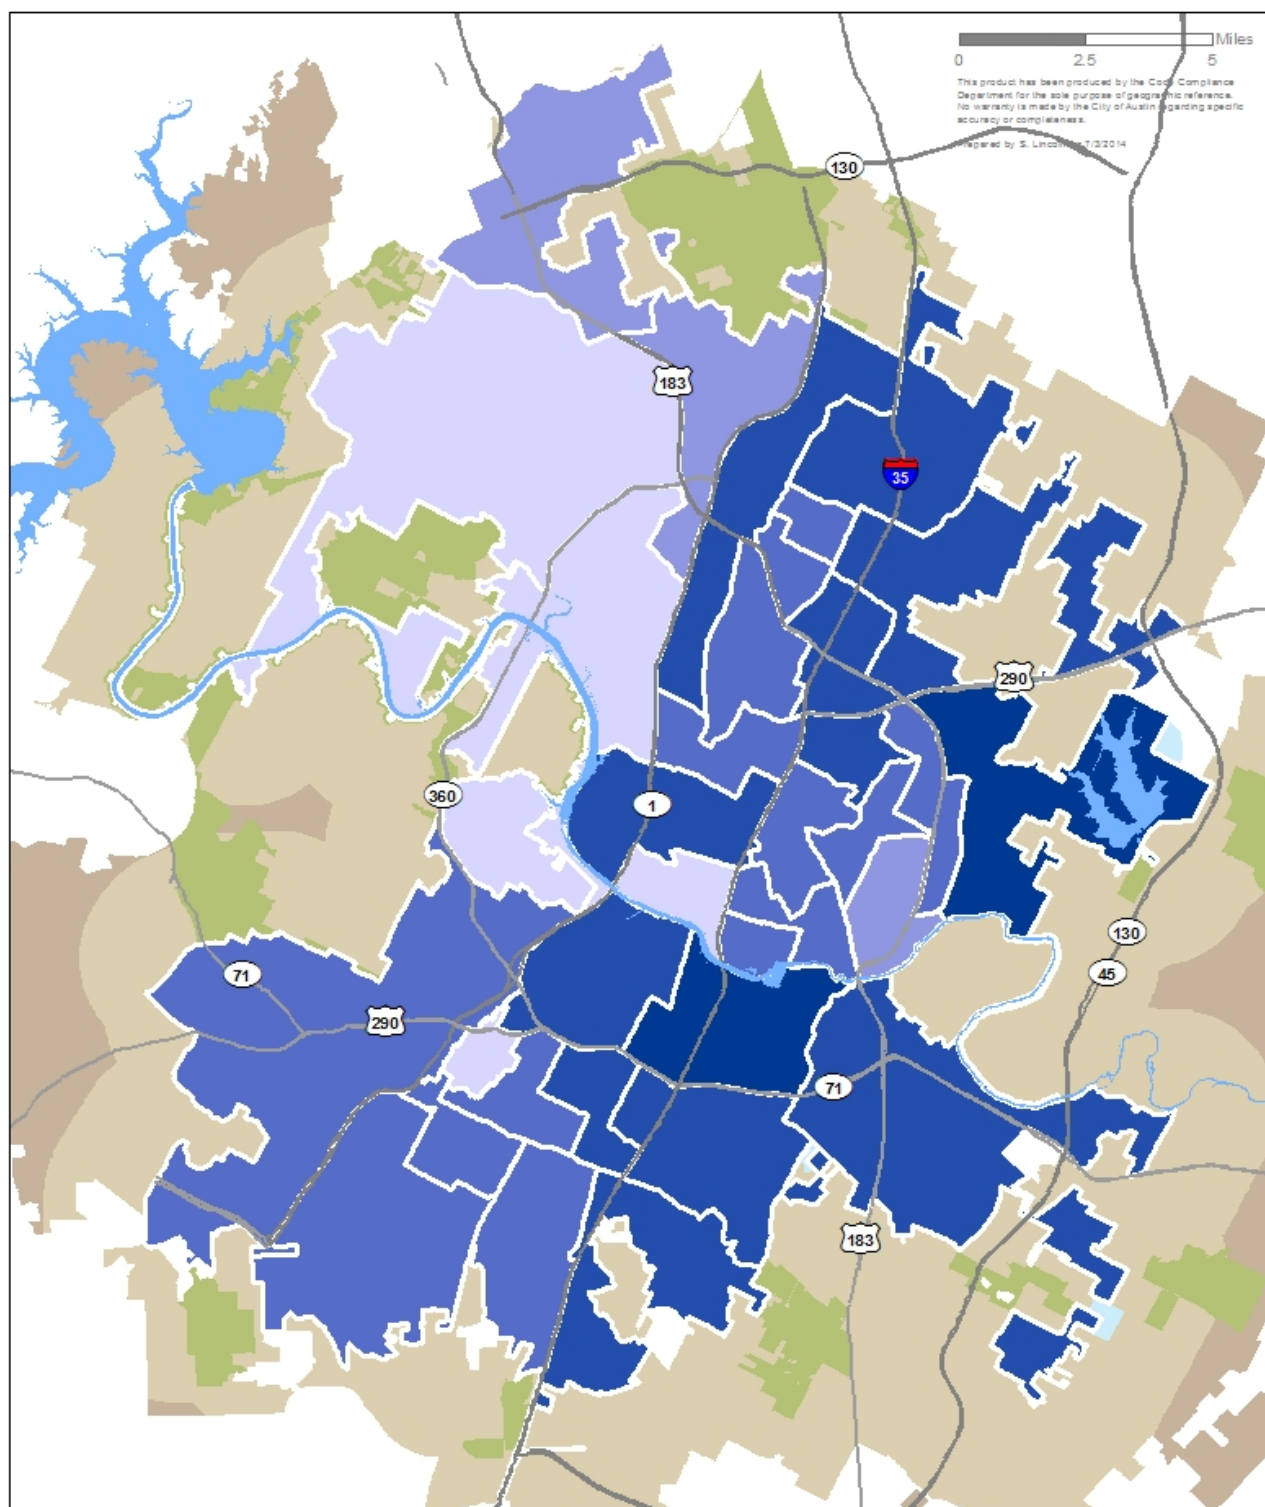 Miles
0 2.5 5
This product has been produced by the Code Compliance
Department for the sole purpose of geographic reference.
No warranty is made by the City of Austin regarding specific
accuracy or completeness.
Prepared by S. 7/3/2014
130
183
35
290
360
1
130
71
45
290
71
183